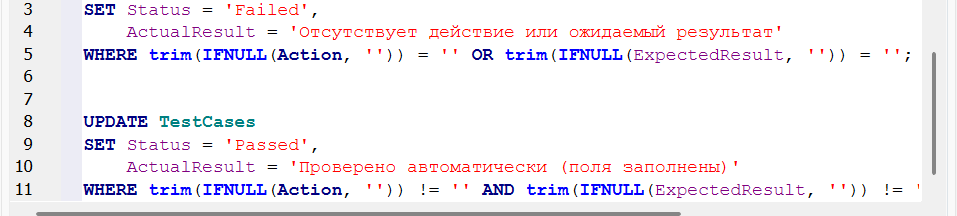 3 SET Status = 'Failed',
4 ActualResult = 'Отсутствует действие или ожидаемый результат'
5 WHERE trim(IFNULL(Action, '')) = '' OR trim(IFNULL(ExpectedResult, '')) = '';
6
7
8 UPDATE TestCases
9 SET Status = 'Passed',
10 ActualResult = 'Проверено автоматически (поля заполнены)'
11 WHERE trim(IFNULL(Action, '')) != '' AND trim(IFNULL(ExpectedResult, '')) != '